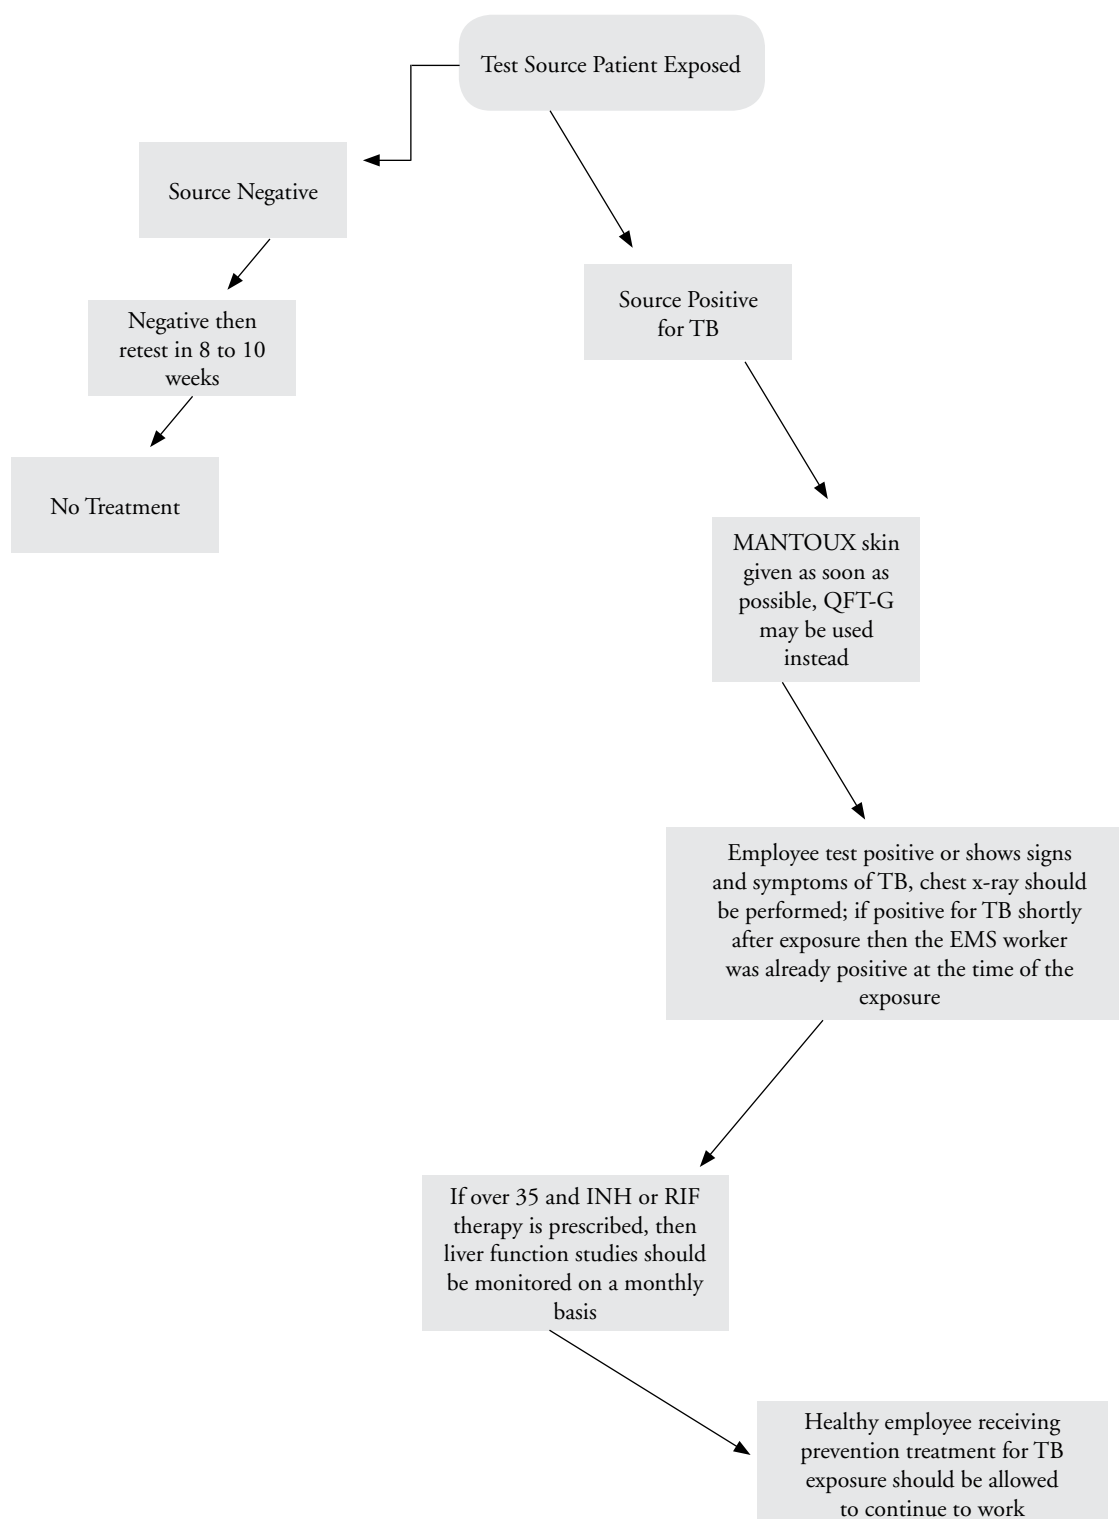 Test Source Patient Exposed
Source Negative
Negative then
retest in 8 to 10
weeks
No Treatment
Source Positive
for TB
MANTOUX skin
given as soon as
possible, QFT-G
may be used
instead
Employee test positive or shows signs
and symptoms of TB, chest x-ray should
be performed; if positive for TB shortly
after exposure then the EMS worker
was already positive at the time of the
exposure
If over 35 and INH or RIF
therapy is prescribed, then
liver function studies should
be monitored on a monthly
basis
Healthy employee receiving
prevention treatment for TB
exposure should be allowed
to continue to work